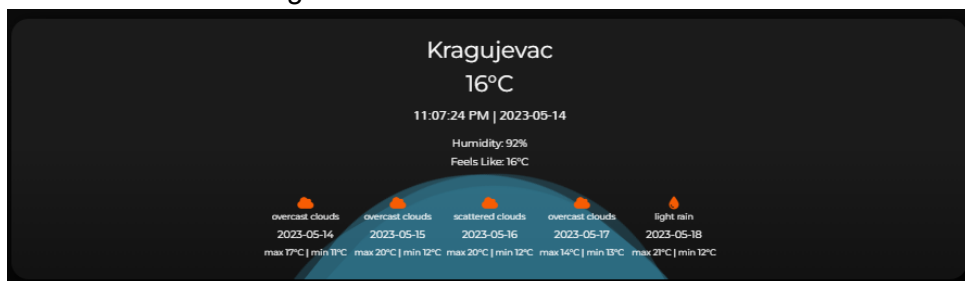 Kragujevac
16°C
11:07:24 PM | 2023-05-14
Humidity: 92%
Feels Like: 16°C
overcast clouds overcast clouds scattered clouds overcast clouds light rain
2023-05-14 2023-05-15 2023-05-16 2023-05-17 2023-05-18
max 17°C | min 11°C max 20°C | min 12°C max 20°C | min 12°C max 14°C | min 13°C max 21°C | min 12°C